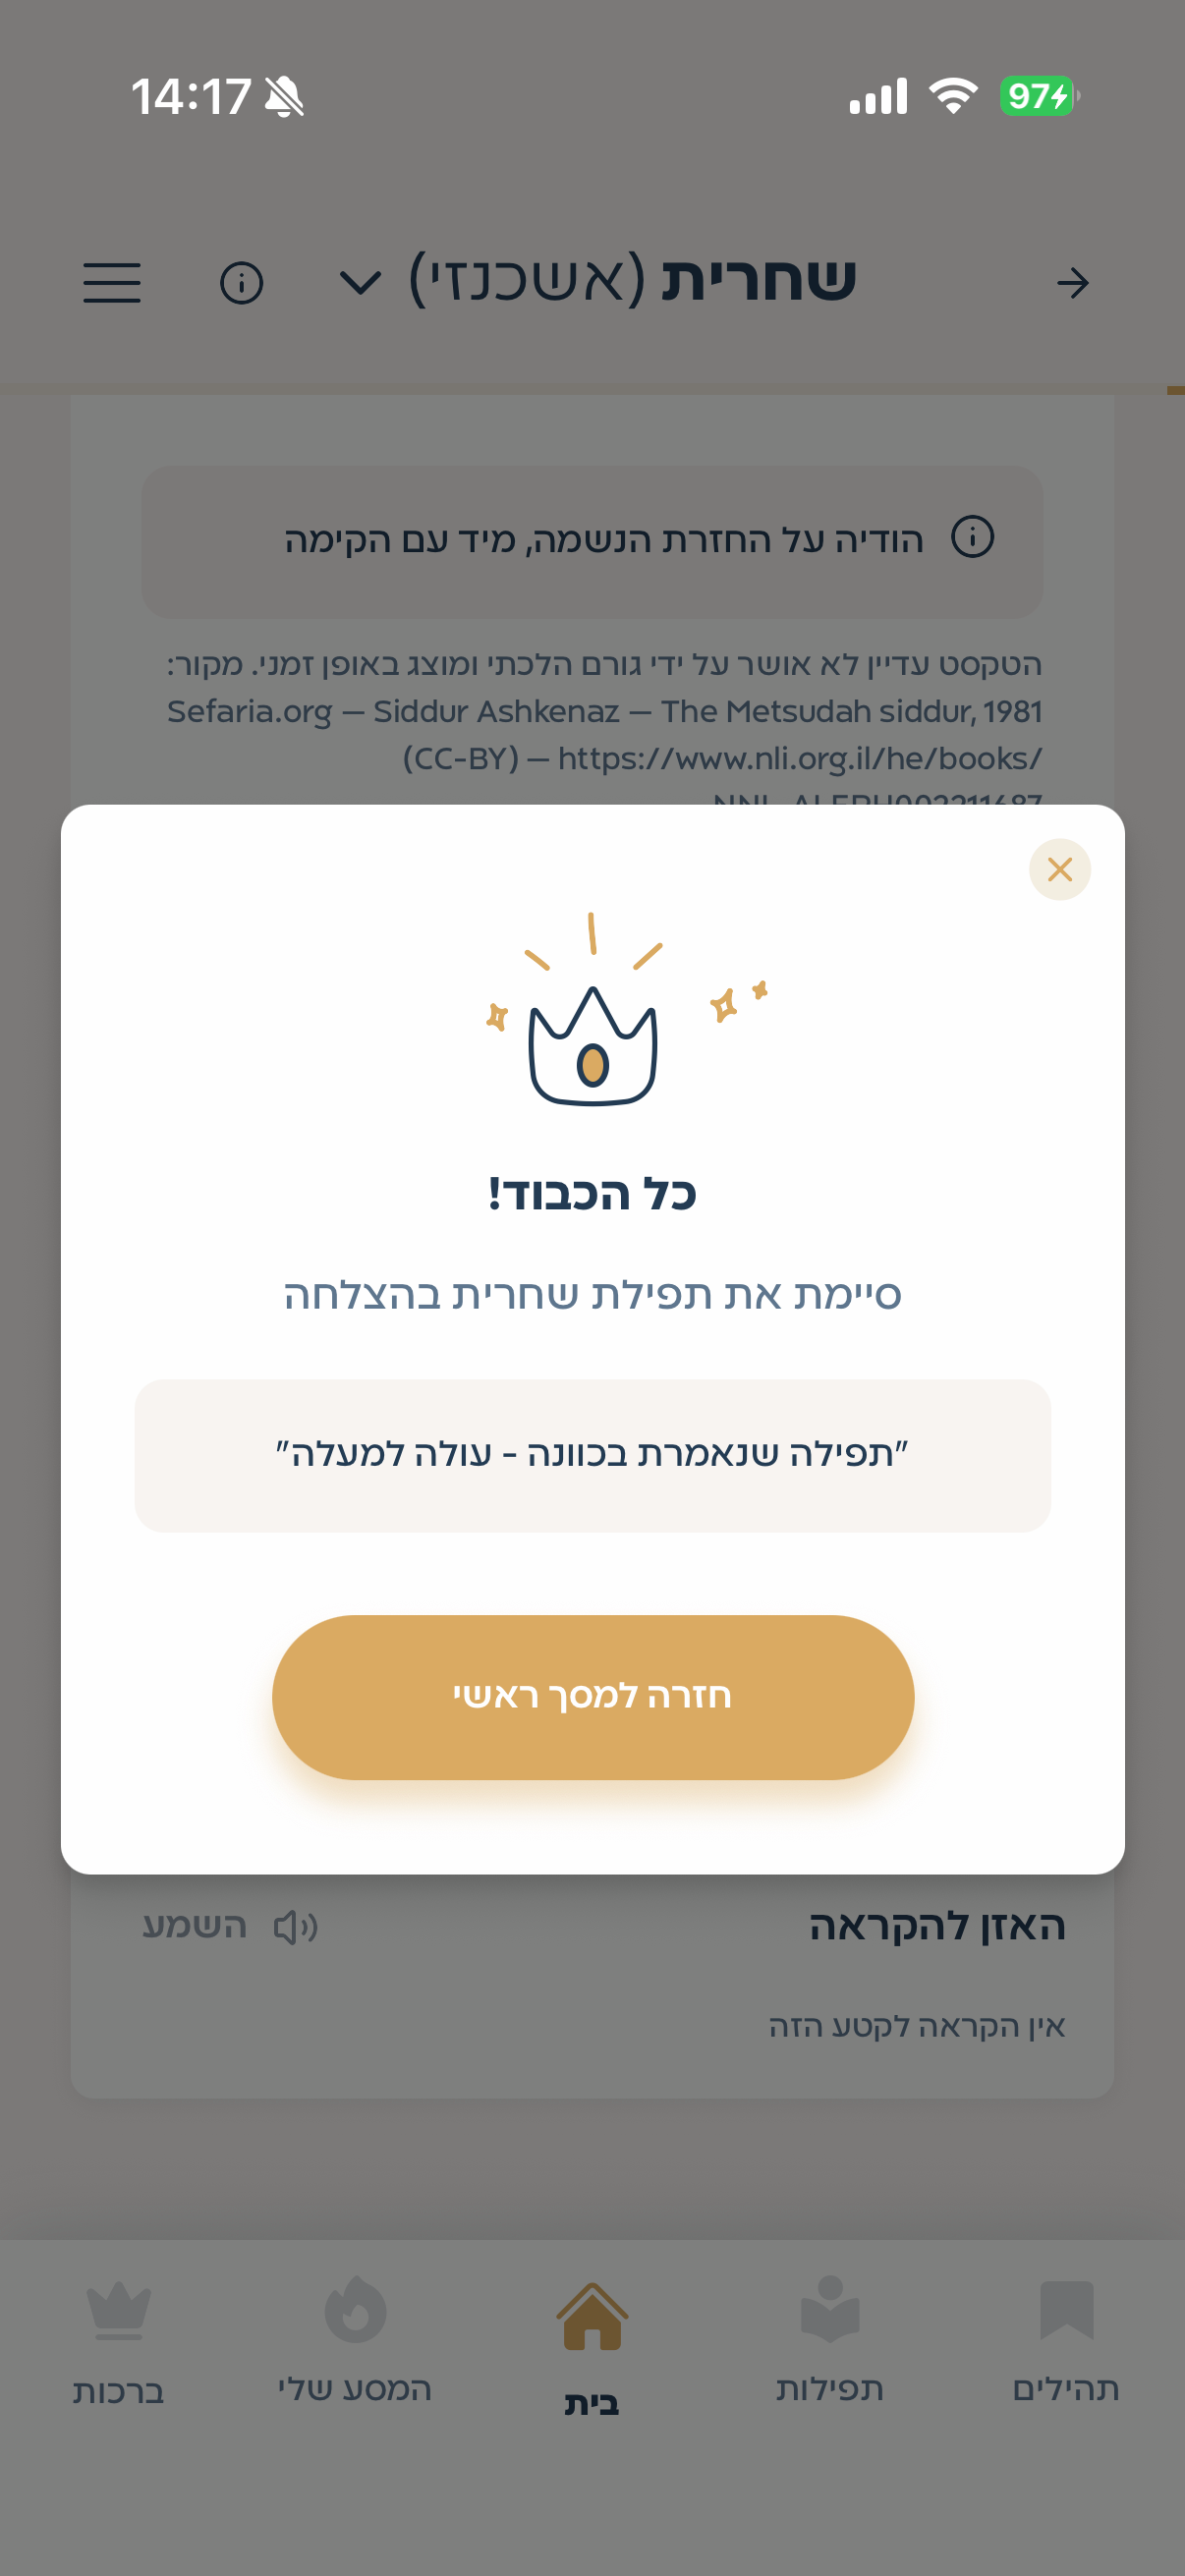 14:17
97
שחרית (אשכנזי)
הודיה על החזרת הנשמה, מיד עם הקימה
הטקסט עדיין לא אושר על ידי גורם הלכתי ומוצג באופן זמני. מקור:
Sefaria.org — Siddur Ashkenaz — The Metsudah siddur, 1981
(CC-BY) — https://www.nli.org.il/he/books/
כל הכבוד!
סיימת את תפילת שחרית בהצלחה
"תפילה שנאמרת בכוונה - עולה למעלה"
חזרה למסך ראשי
האזן להקראה
השמע
אין הקראה לקטע הזה
תהילים
תפילות
בית
המסע שלי
ברכות